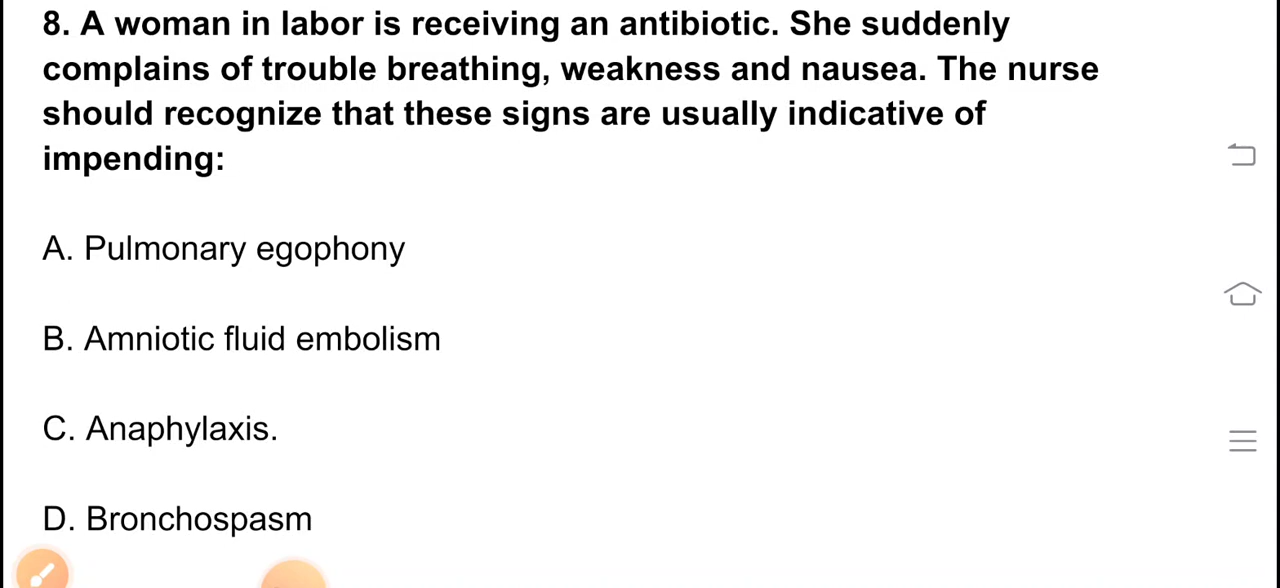 8. A woman in labor is receiving an antibiotic. She suddenly
complains of trouble breathing, weakness and nausea. The nurse
should recognize that these signs are usually indicative of
impending:
A. Pulmonary egophony
B. Amniotic fluid embolism
C. Anaphylaxis.
D. Bronchospasm